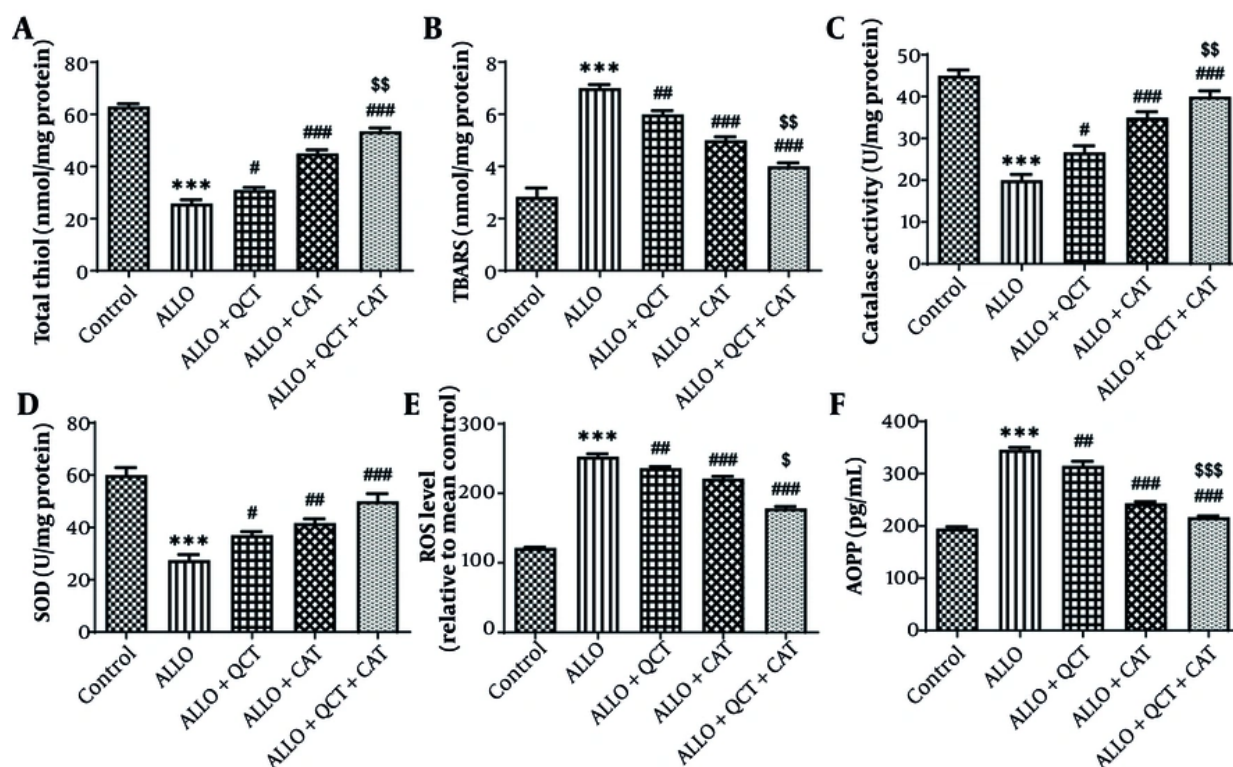 A
Total thiol (nmol/mg protein)
80
60
40
20
0
***
#
###
$$
###
Control
ALLO
ALLO + QCT
ALLO + CAT
ALLO + QCT + CAT
B
TBARS (nmol/mg protein)
8
6
4
2
0
***
##
###
$$
###
Control
ALLO
ALLO + QCT
ALLO + CAT
ALLO + QCT + CAT
C
Catalase activity (U/mg protein)
50
40
30
20
10
0
***
#
###
$$
###
Control
ALLO
ALLO + QCT
ALLO + CAT
ALLO + QCT + CAT
D
SOD (U/mg protein)
80
60
40
20
0
***
#
##
###
Control
ALLO
ALLO + QCT
ALLO + CAT
ALLO + QCT + CAT
E
ROS level
(relative to mean control)
300
200
100
0
***
##
###
$
###
Control
ALLO
ALLO + QCT
ALLO + CAT
ALLO + QCT + CAT
F
AOPP (pg/mL)
400
300
200
100
0
***
##
###
$$$
###
Control
ALLO
ALLO + QCT
ALLO + CAT
ALLO + QCT + CAT